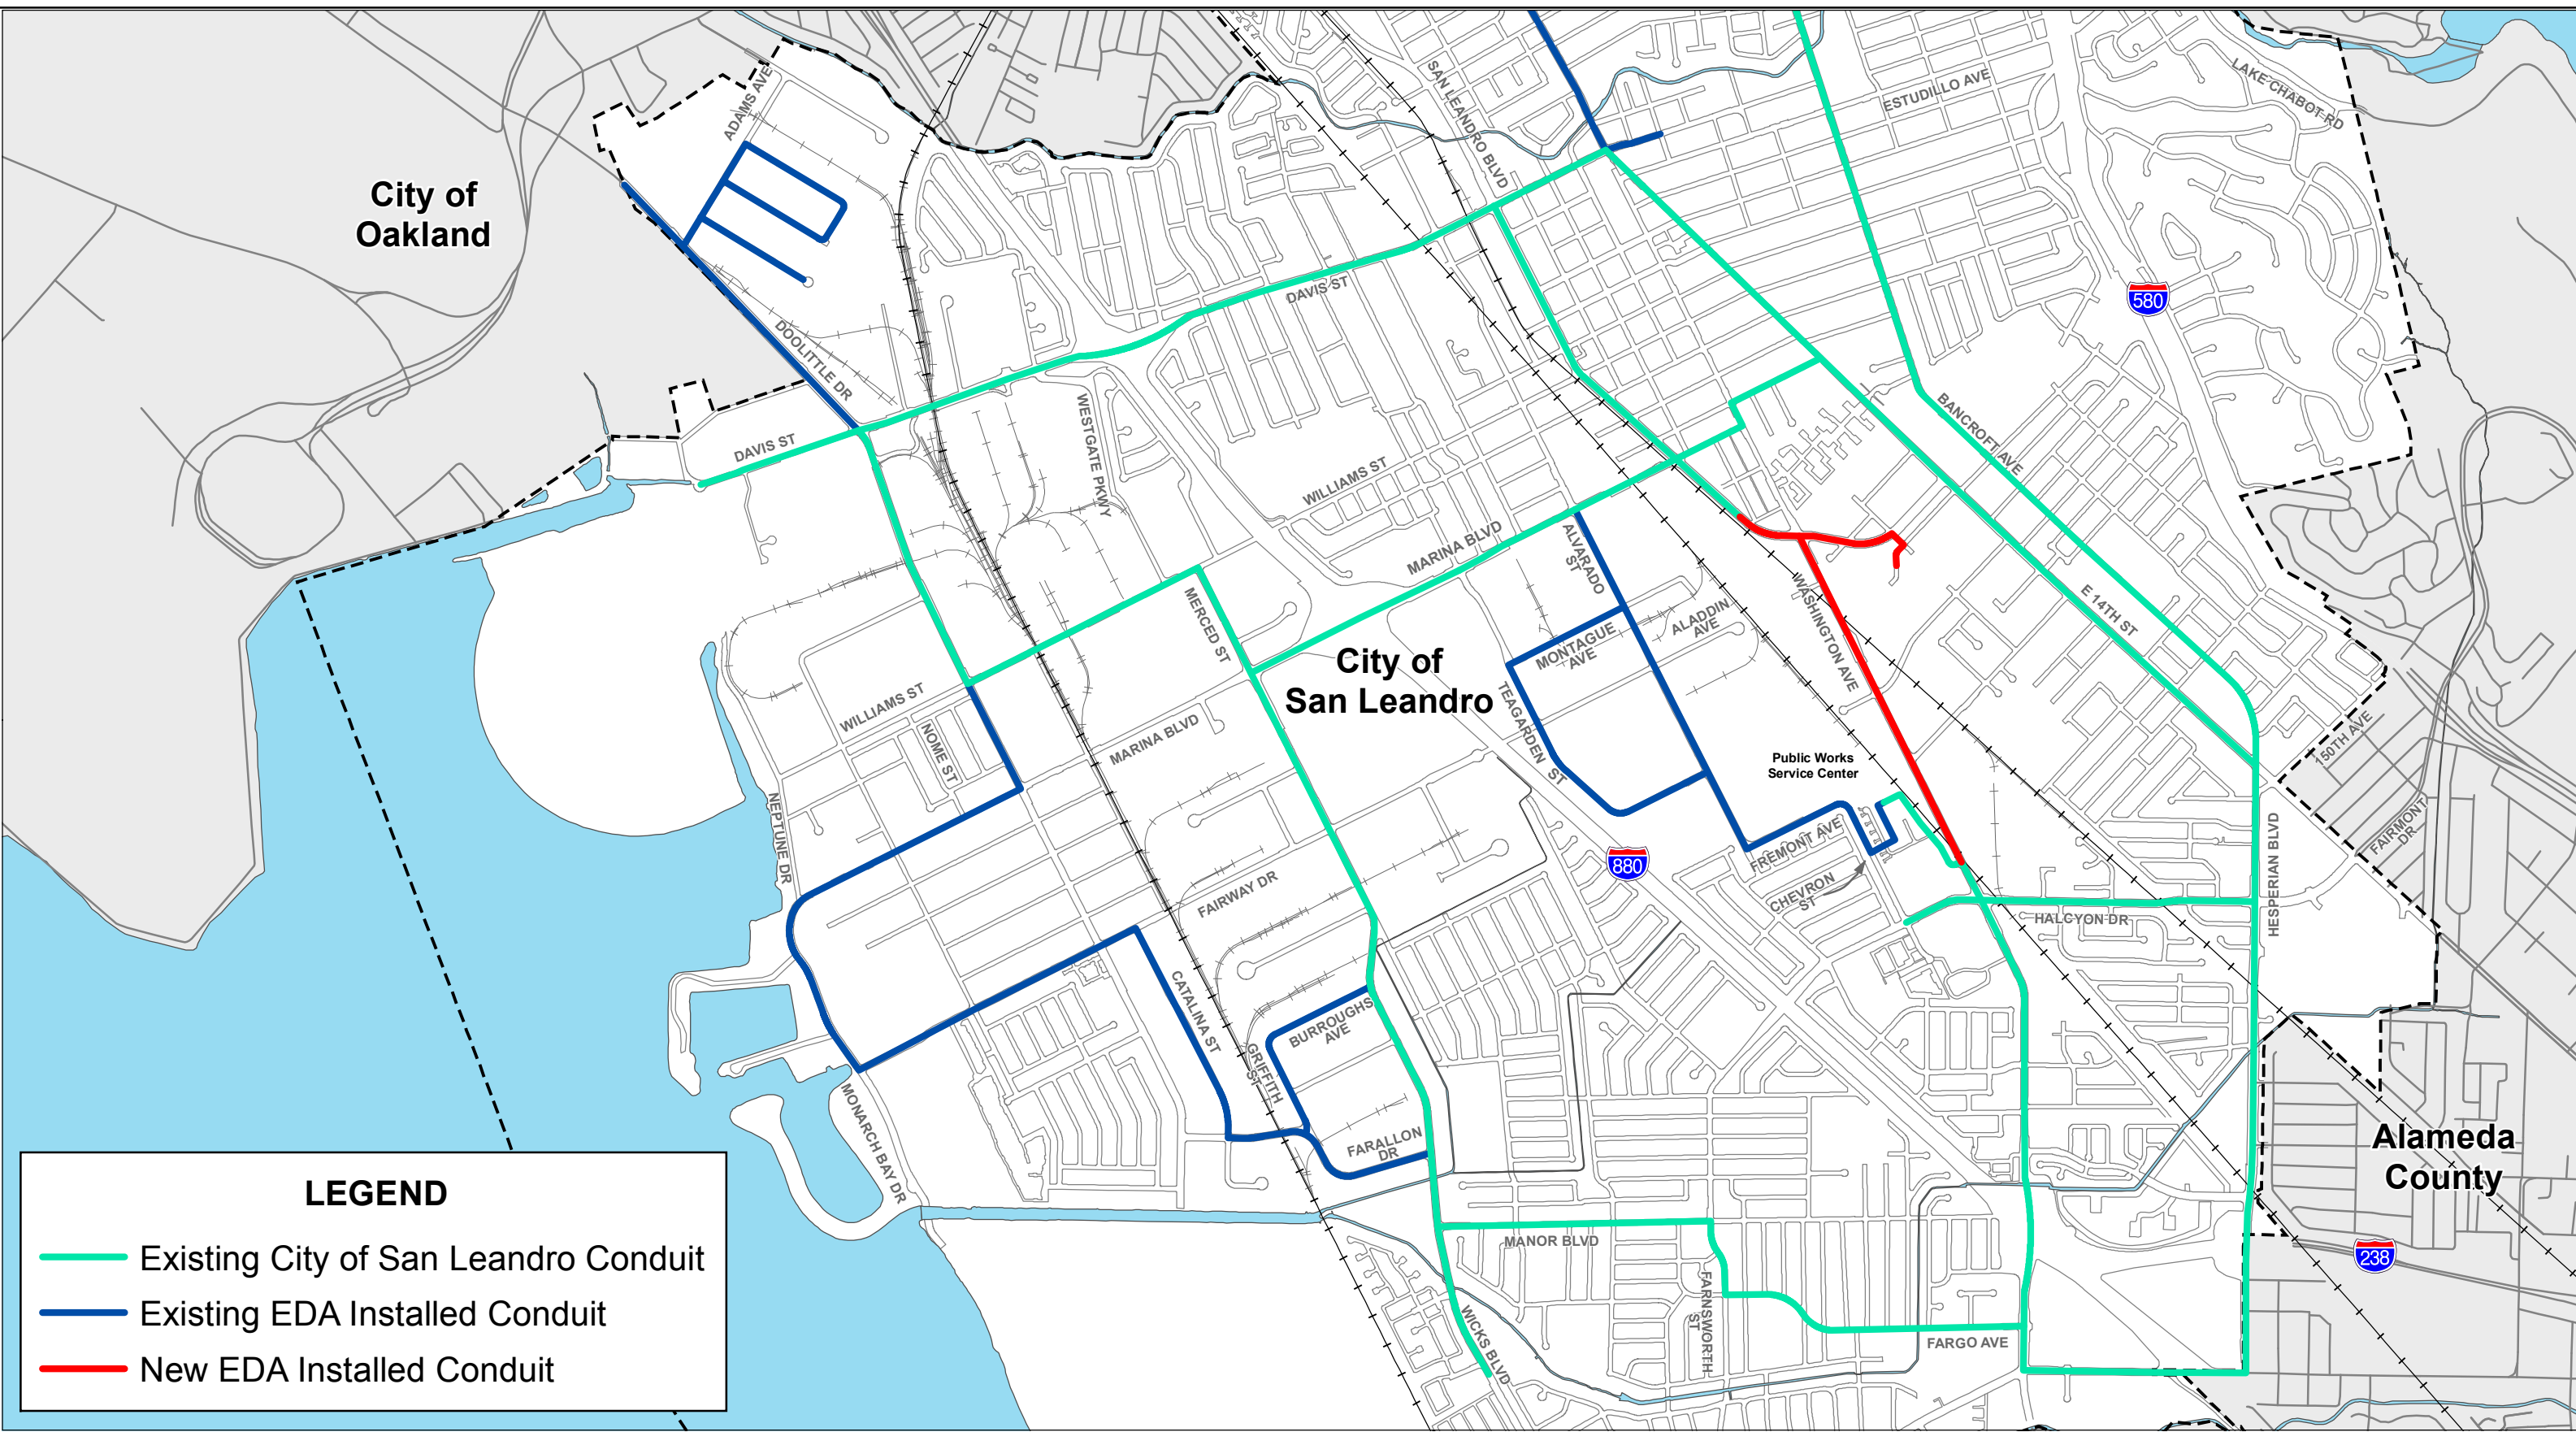 ADAMS AVE
SAN LEANDRO BLVD
ESTUDILLO AVE
LAKE CHABOT RD
City of
Oakland
580
DAVIS ST
DOOLITTLE DR
BANCROFT AVE
DAVIS ST
WESTGATE PKWY
WILLIAMS ST
MARINA BLVD
ALVARADO
ST
MERCED ST
WASHINGTON AVE
E 14TH ST
ALADDIN
AVE
MONTAGUE
AVE
City of
San Leandro
TEAGARDEN ST
WILLIAMS ST
NOME ST
MARINA BLVD
150TH AVE
Public Works
Service Center
NEPTUNE DR
FAIRMONT
DR
HESPERIAN BLVD
880
FREMONT AVE
CHEVRON
ST
FAIRWAY DR
HALCYON DR
CATALINA ST
BURROUGHS
AVE
GRIFFITH
ST
MONARCH BAY DR
FARALLON
DR
Alameda
County
MANOR BLVD
238
FARNSWORTH
ST
WICKS BLVD
FARGO AVE
LEGEND
Existing City of San Leandro Conduit
Existing EDA Installed Conduit
New EDA Installed Conduit